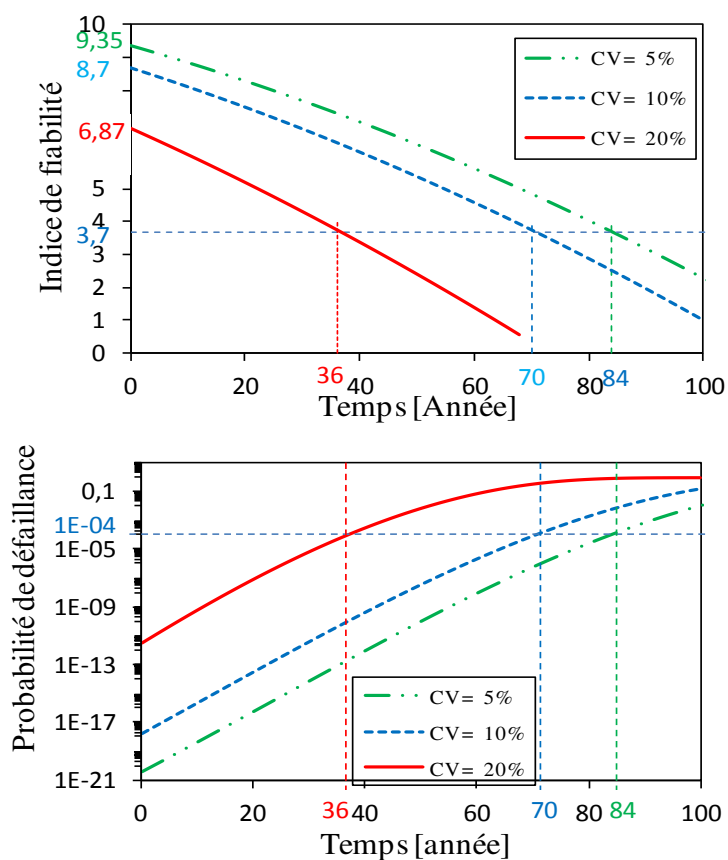 10
9,35
8,7
6,87
5
4
3,7
2
1
0
Indice de fiabilité
CV= 5%
CV= 10%
CV= 20%
0
20
36
40
60
70
80
84
100
Temps [Année]
0,1
1E-04
1E-05
1E-09
1E-13
1E-17
1E-21
Probabilité de défaillance
CV= 5%
CV= 10%
CV= 20%
0
20
36
40
60
70
80
84
100
Temps [année]